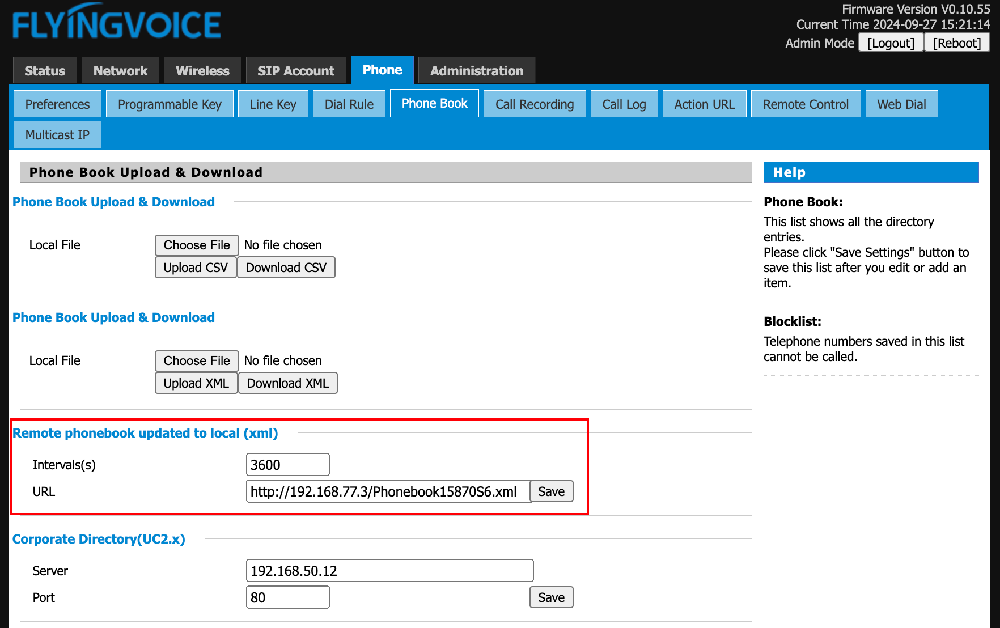 FLYINGVOICE
Firmware Version V0.10.55
Current Time 2024-09-27 15:21:14
Admin Mode [Logout] [Reboot]
Status Network Wireless SIP Account Phone Administration
Preferences Programmable Key Line Key Dial Rule Phone Book Call Recording Call Log Action URL Remote Control Web Dial
Multicast IP
Phone Book Upload & Download
Phone Book Upload & Download
Local File Choose File No file chosen
Upload CSV Download CSV
Phone Book Upload & Download
Local File Choose File No file chosen
Upload XML Download XML
Remote phonebook updated to local (xml)
Intervals(s) 3600
URL http://192.168.77.3/Phonebook15870S6.xml Save
Corporate Directory(UC2.x)
Server 192.168.50.12
Port 80 Save
Help
Phone Book:
This list shows all the directory
entries.
Please click "Save Settings" button to
save this list after you edit or add an
item.
Blocklist:
Telephone numbers saved in this list
cannot be called.